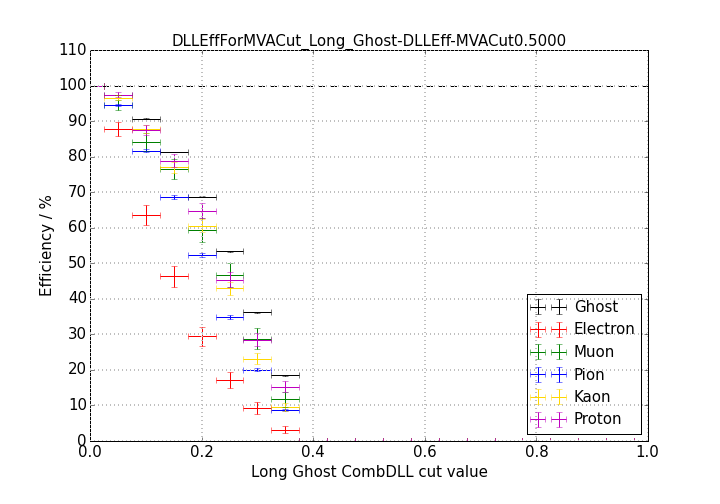 DLLEffForMVACut_Long_Ghost-DLLEff-MVACut0.5000
110
100
90
80
70
60
50
40
30
20
10
0
Efficiency / %
Ghost
Electron
Muon
Pion
Kaon
Proton
0.0 0.2 0.4 0.6 0.8 1.0
Long Ghost CombDLL cut value